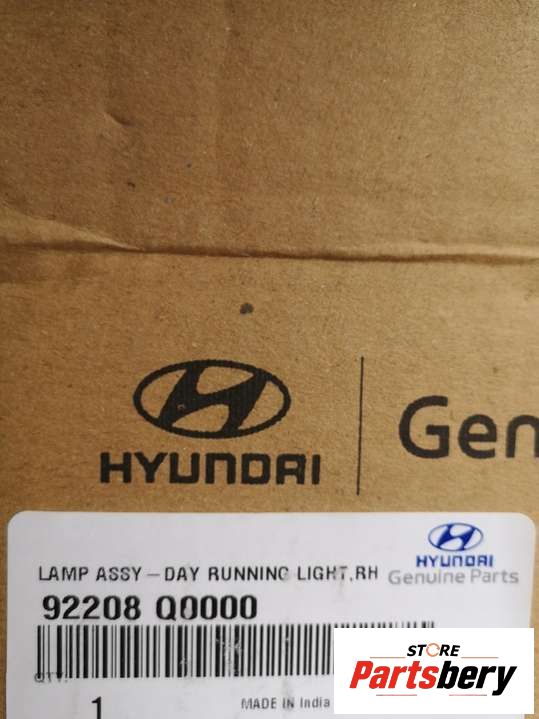 HYUNDAI
Gen
HYUNDAI
Genuine Parts
LAMP ASSY - DAY RUNNING LIGHT,RH
92208 Q0000
QTY.
1
MADE IN India
STORE
Partsbery